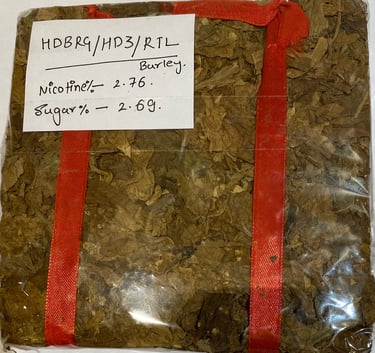 HDBRG/HD3/RTL
Burley.
Nicotine%- 2.76.
Sugar% - 2.69.